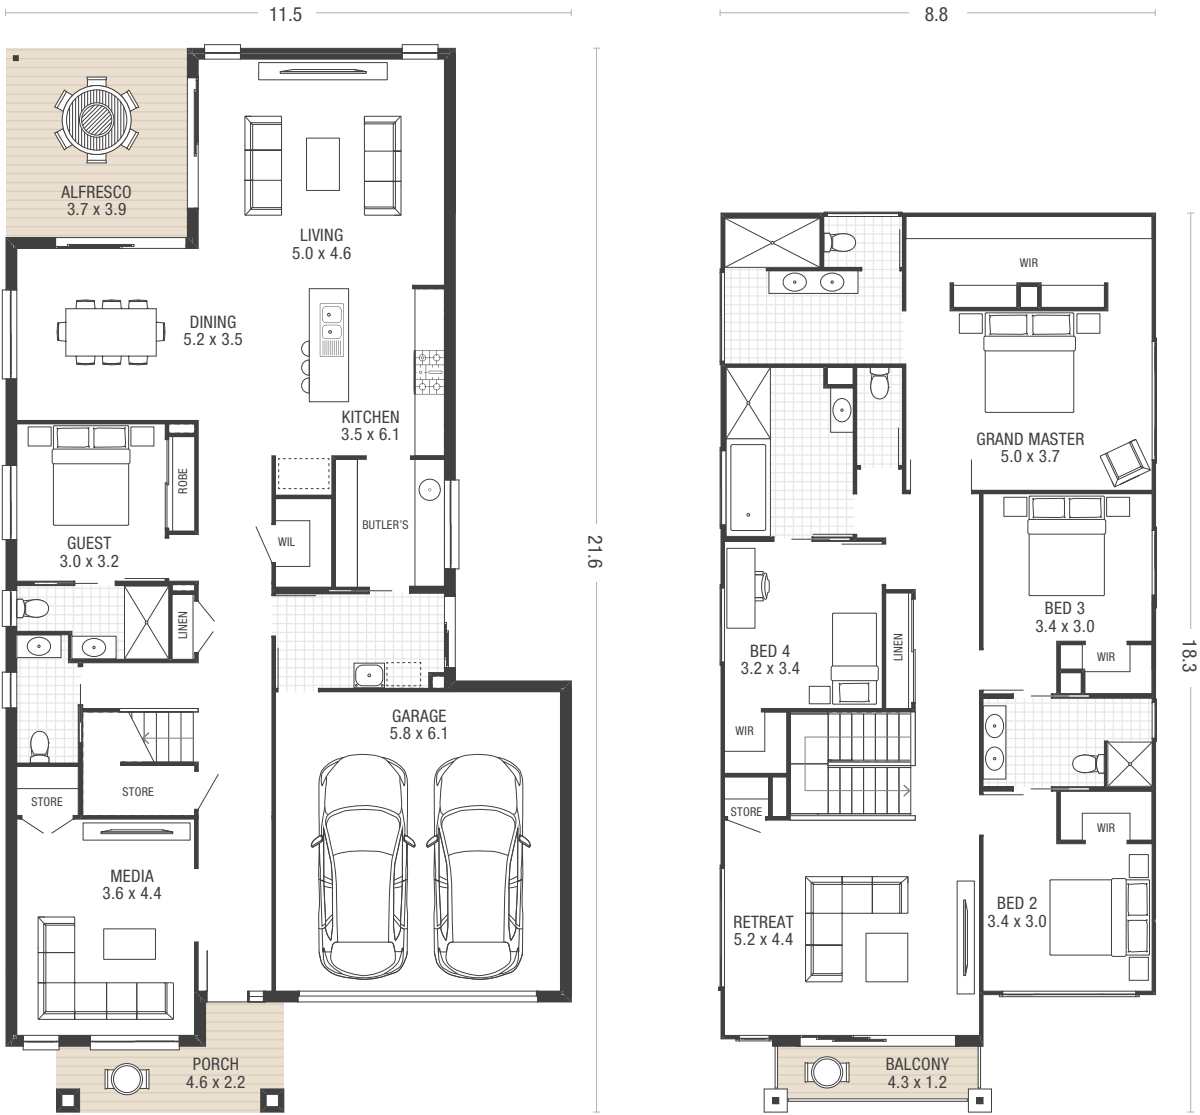 11.5
8.8
ALFRESCO
3.7 x 3.9
LIVING
5.0 x 4.6
DINING
5.2 x 3.5
KITCHEN
3.5 x 6.1
ROBE
GUEST
3.0 x 3.2
WIL
BUTLER'S
LINEN
21.6
GARAGE
5.8 x 6.1
STORE
STORE
MEDIA
3.6 x 4.4
PORCH
4.6 x 2.2
WIR
GRAND MASTER
5.0 x 3.7
BED 3
3.4 x 3.0
WIR
BED 4
3.2 x 3.4
LINEN
18.3
WIR
STORE
WIR
RETREAT
5.2 x 4.4
BED 2
3.4 x 3.0
BALCONY
4.3 x 1.2